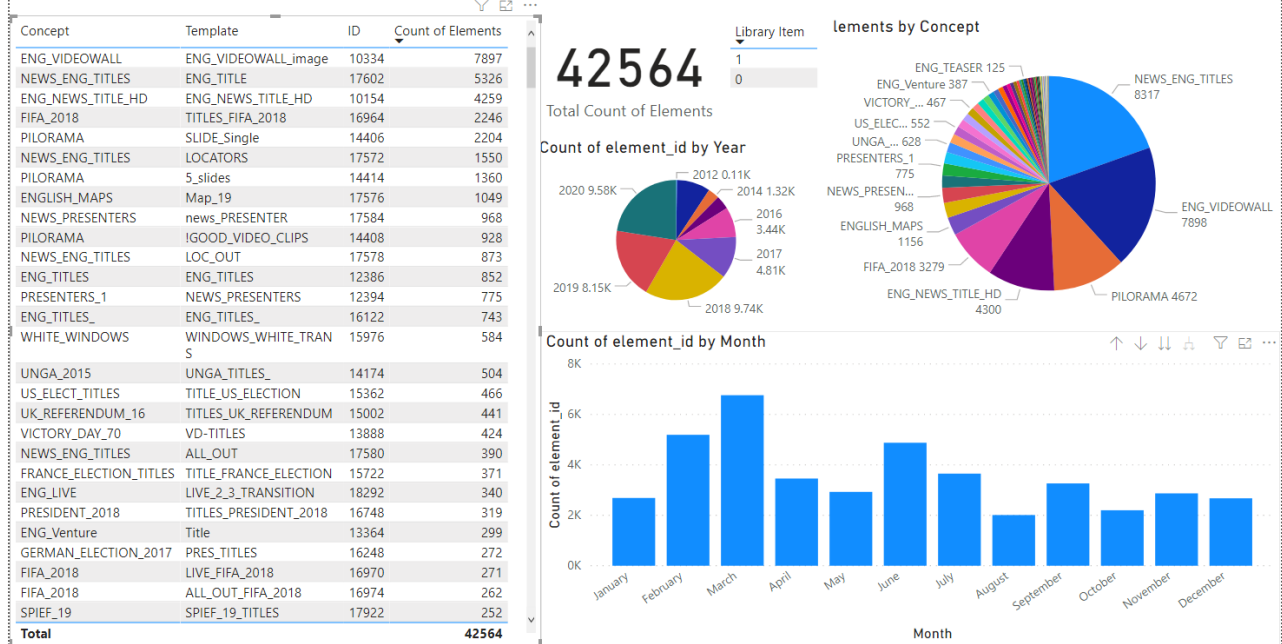 Concept Template ID Count of Elements
ENG_VIDEOWALL ENG_VIDEOWALL_image 10334 7897
NEWS_ENG_TITLES ENG_TITLE 17602 5326
ENG_NEWS_TITLE_HD ENG_NEWS_TITLE_HD 10154 4259
FIFA_2018 TITLES_FIFA_2018 16964 2246
PILORAMA SLIDE_Single 14406 2204
NEWS_ENG_TITLES LOCATORS 17572 1550
PILORAMA 5_slides 14414 1360
ENGLISH_MAPS Map_19 17576 1049
NEWS_PRESENTERS news_PRESENTER 17584 968
PILORAMA !GOOD_VIDEO_CLIPS 14408 928
NEWS_ENG_TITLES LOC_OUT 17578 873
ENG_TITLES ENG_TITLES 12386 852
PRESENTERS_1 NEWS_PRESENTERS 12394 775
ENG_TITLES_ ENG_TITLES_ 16122 743
WHITE_WINDOWS WINDOWS_WHITE_TRAN 15976 584
S
UNGA_2015 UNGA_TITLES_ 14174 504
US_ELECT_TITLES TITLE_US_ELECTION 15362 466
UK_REFERENDUM_16 TITLES_UK_REFERENDUM 15002 441
VICTORY_DAY_70 VD-TITLES 13888 424
NEWS_ENG_TITLES ALL_OUT 17580 390
FRANCE_ELECTION_TITLES TITLE_FRANCE_ELECTION 15722 371
ENG_LIVE LIVE_2_3_TRANSITION 18292 340
PRESIDENT_2018 TITLES_PRESIDENT_2018 16748 319
ENG_Venture Title 13364 299
GERMAN_ELECTION_2017 PRES_TITLES 16248 272
FIFA_2018 LIVE_FIFA_2018 16970 271
FIFA_2018 ALL_OUT_FIFA_2018 16974 262
SPIEF_19 SPIEF_19_TITLES 17922 252
Total 42564
42564
Total Count of Elements
Library Item
1
0
Count of element_id by Year
2012 0.11K
2014 1.32K
2016
3.44K
2017
4.81K
2018 9.74K
2019 8.15K
2020 9.58K
lements by Concept
ENG_TEASER 125
ENG_Venture 387
VICTORY_... 467
US_ELEC... 552
UNGA_... 628
PRESENTERS_1
775
NEWS_PRESEN...
968
ENGLISH_MAPS
1156
FIFA_2018 3279
ENG_NEWS_TITLE_HD
4300
PILORAMA 4672
ENG_VIDEOWALL
7898
NEWS_ENG_TITLES
8317
Count of element_id by Month
Count of element_id
8K
6K
4K
2K
0K
January February March April May June July August September October November December
Month